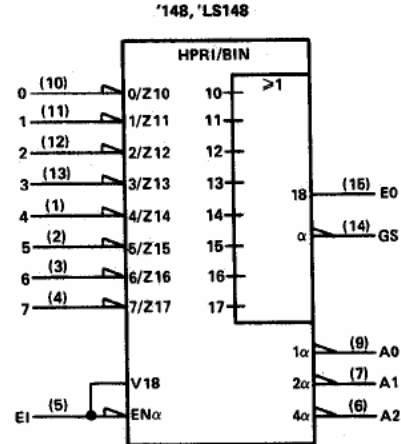 '148, 'LS148
HPRI/BIN
≥1
0 (10) 0/Z10 10
1 (11) 1/Z11 11
2 (12) 2/Z12 12
3 (13) 3/Z13 13
4 (1) 4/Z14 14
5 (2) 5/Z15 15
6 (3) 6/Z16 16
7 (4) 7/Z17 17
18 (15) E0
α (14) GS
1α (9) A0
2α (7) A1
4α (6) A2
V18
EI (5) ENα